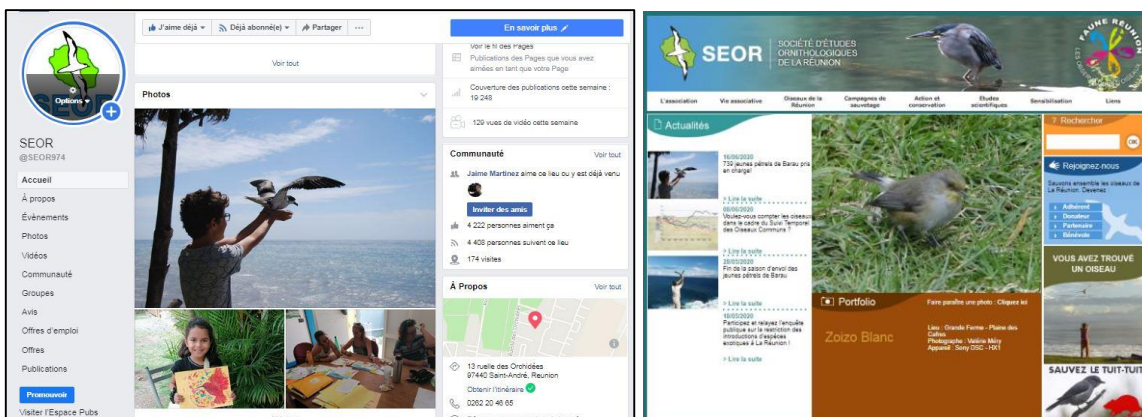 J'aime déjà
Déjà abonné(e)
Partager
En savoir plus
Options
SEOR
@SEOR974
Accueil
À propos
Évènements
Photos
Vidéos
Communauté
Groupes
Avis
Offres d'emploi
Offres
Publications
Promouvoir
Visiter l'Espace Pubs
Voir tout
Photos
Voir le fil des Pages
Publications des Pages que vous avez
aimées en tant que votre Page
Couverture des publications cette semaine :
19 248
129 vues de vidéo cette semaine
Communauté
Voir tout
Jaime Martinez aime ce lieu ou y est déjà venu
Inviter des amis
4 222 personnes aiment ça
4 408 personnes suivent ce lieu
174 visites
À Propos
Voir tout
13 ruelle des Orchidées
97440 Saint-André, Reunion
Obtenir l'itinéraire
0262 20 46 65
SEOR
SOCIÉTÉ D'ÉTUDES
ORNITHOLOGIQUES
DE LA RÉUNION
FAUNE RÉUNION
L'association
Vie associative
Oiseaux de la
Réunion
Campagnes de
sauvetage
Action et
conservation
Etudes
scientifiques
Sensibilisation
Liens
Actualités
16/06/2020
739 jeunes pétrels de Barau pris
en charge!
> Lire la suite
Voulez-vous compter les oiseaux
dans le cadre du Suivi Temporel
des Oiseaux Communs ?
> Lire la suite
Fin de la saison d'envol des
jeunes pétrels de Barau
> Lire la suite
Participez et relayez l'enquête
publique sur la restriction des
introductions d'espèces
exotiques à La Réunion !
> Lire la suite
Portfolio
Faire paraître une photo : Cliquez ici
Zoizo Blanc
Lieu : Grande Ferme - Plaine des
Cafres
Photographe : Valérie Méry
Appareil : Sony DSC - HX1
? Rechercher
OK
Rejoignez-nous
Sauvons ensemble les oiseaux de
La Réunion. Devenez :
Adhérent
Donateur
Partenaire
Bénévole
VOUS AVEZ TROUVÉ
UN OISEAU
SAUVEZ LE TUIT-TUIT